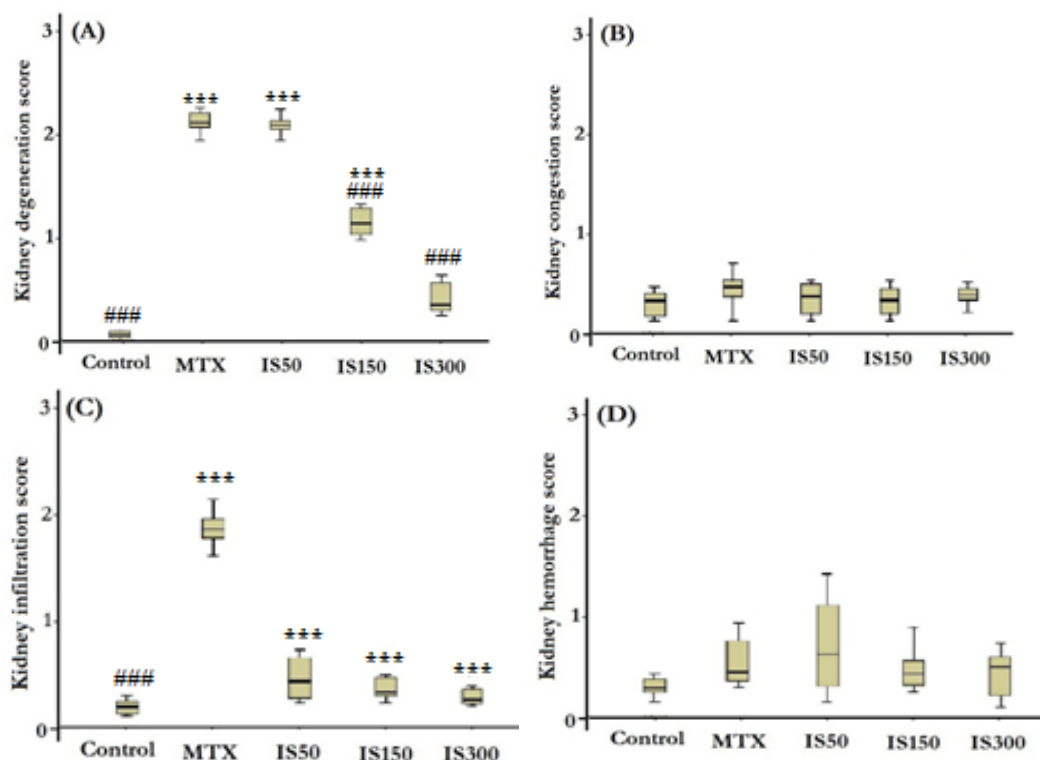 (A)
Kidney degeneration score
3
2
1
0
###
***
***
***
###
###
Control MTX IS50 IS150 IS300
(B)
Kidney congestion score
3
2
1
0
Control MTX IS50 IS150 IS300
(C)
Kidney infiltration score
3
2
1
0
###
***
***
***
***
Control MTX IS50 IS150 IS300
(D)
Kidney hemorrhage score
3
2
1
0
Control MTX IS50 IS150 IS300